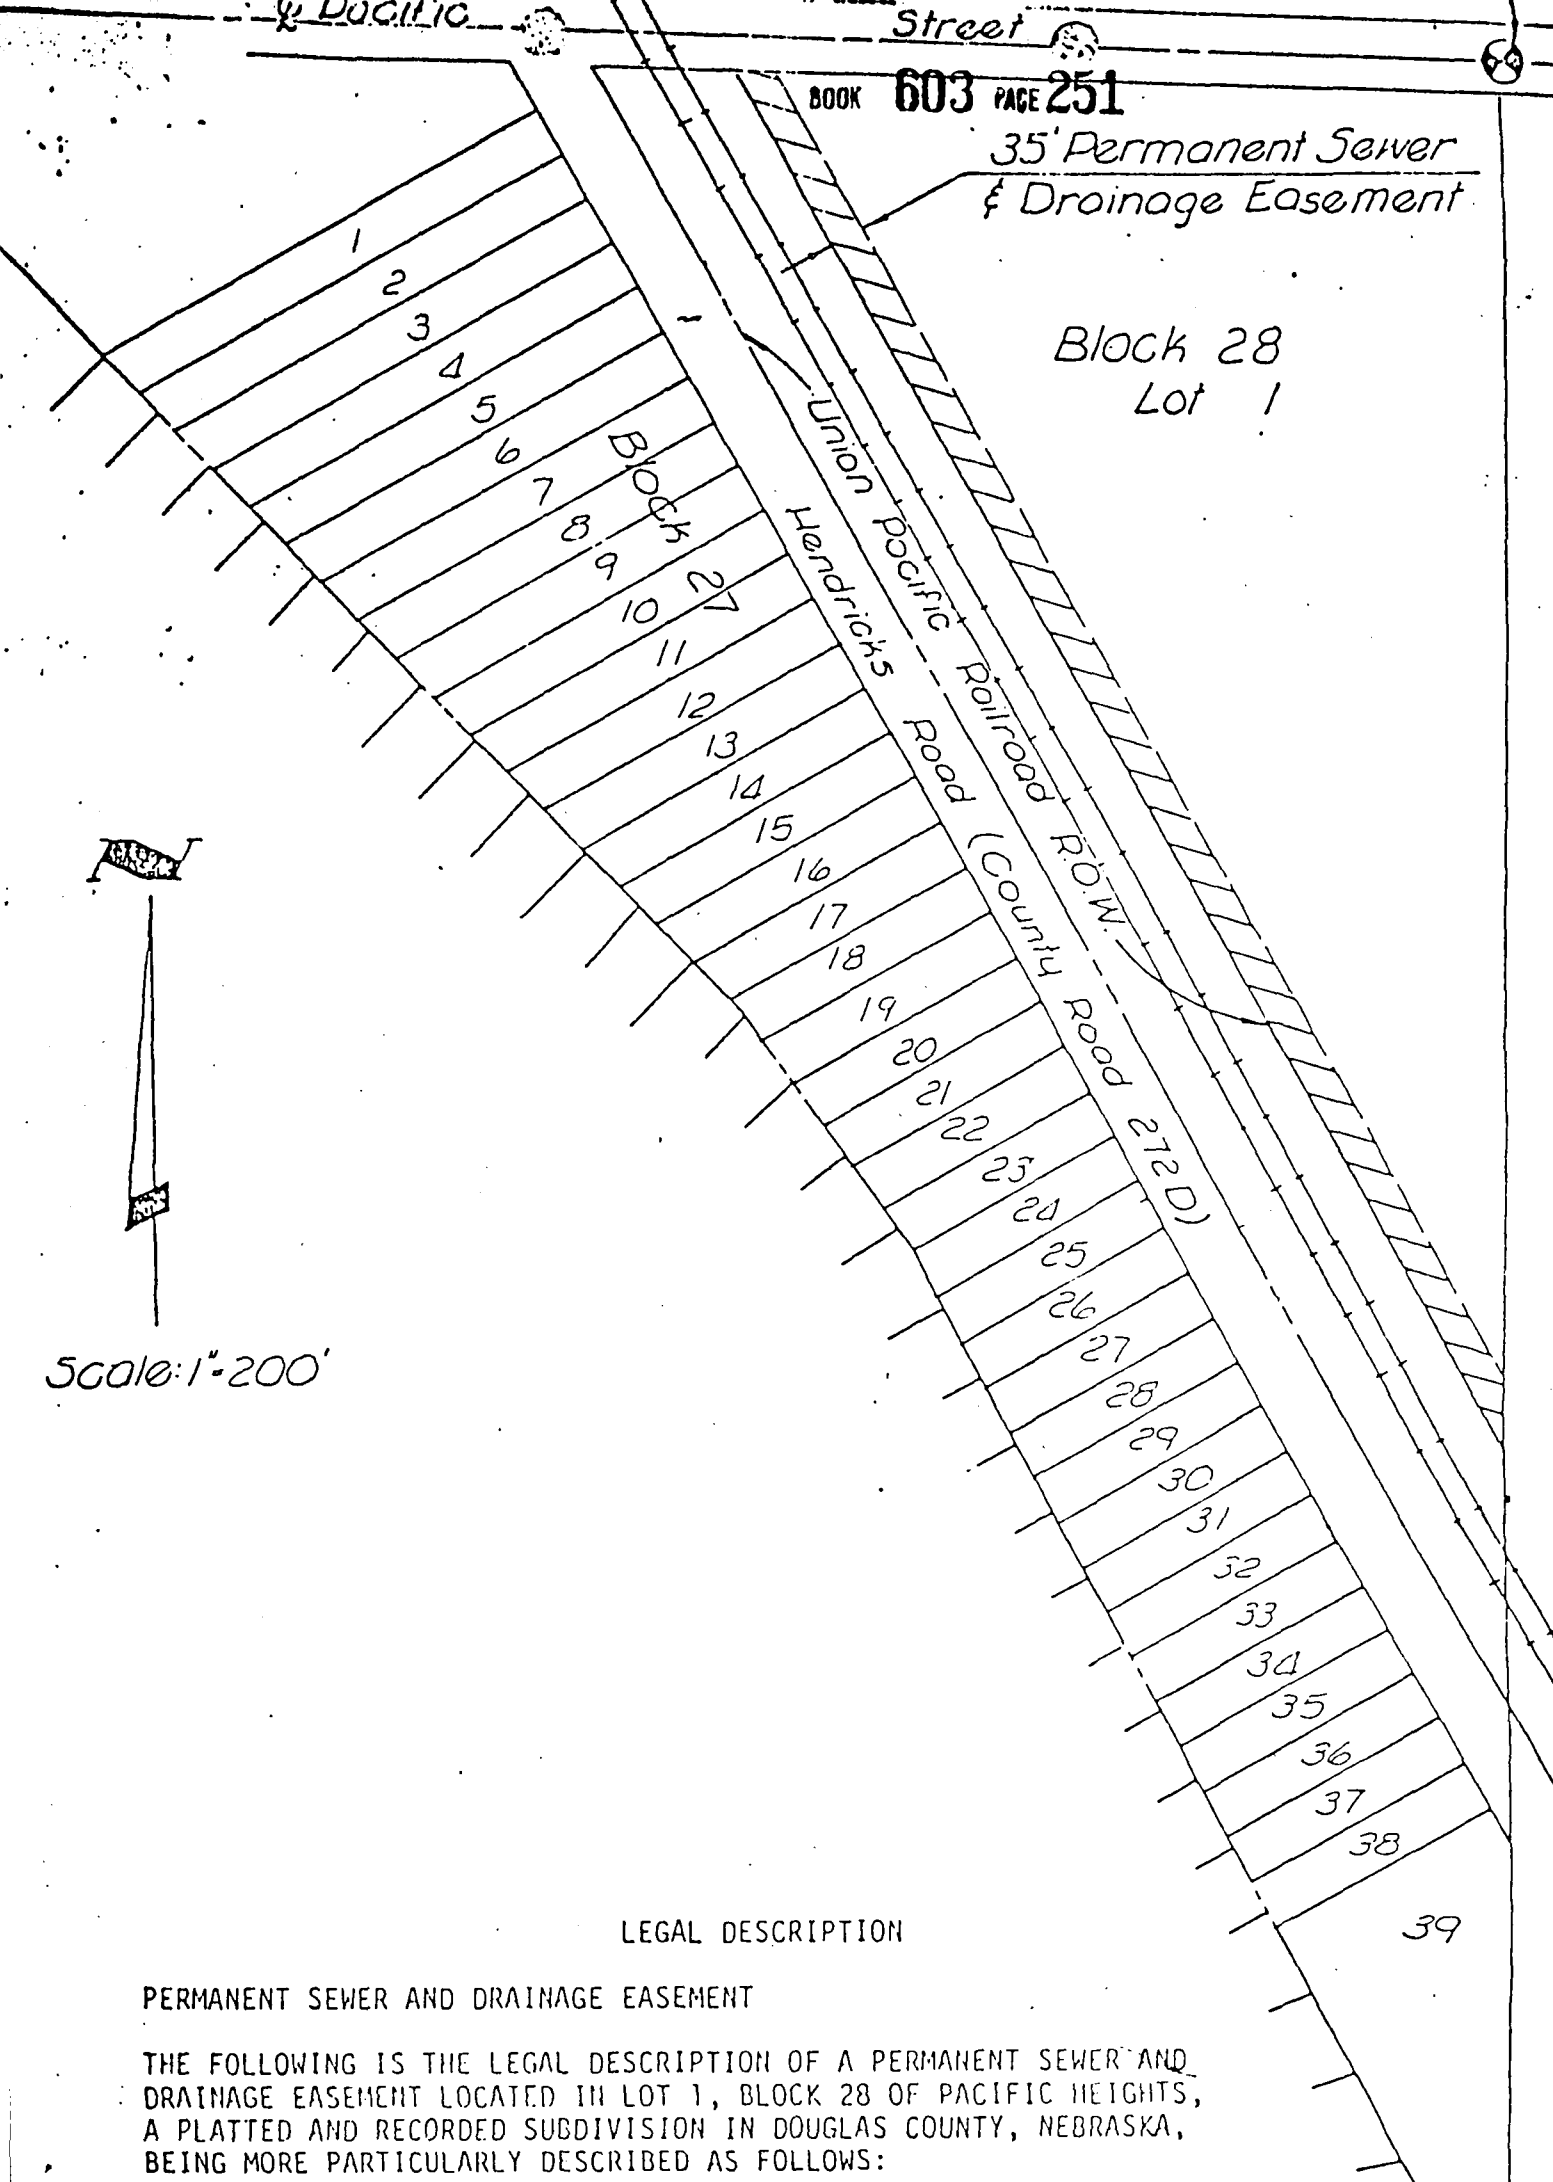 ℄ Pacific
Street
BOOK 603 PAGE 251
35' Permanent Sewer
& Drainage Easement
Block 28
Lot 1
1
2
3
4
5
6
7
8
9
10
11
12
13
14
15
16
17
18
19
20
21
22
23
24
25
26
27
28
29
30
31
32
33
34
35
36
37
38
39
Block 27
Union Pacific Railroad R.O.W.
Hendricks Road (County Road 272D)
Scale: 1"=200'
LEGAL DESCRIPTION
PERMANENT SEWER AND DRAINAGE EASEMENT
THE FOLLOWING IS THE LEGAL DESCRIPTION OF A PERMANENT SEWER AND
DRAINAGE EASEMENT LOCATED IN LOT 1, BLOCK 28 OF PACIFIC HEIGHTS,
A PLATTED AND RECORDED SUBDIVISION IN DOUGLAS COUNTY, NEBRASKA,
BEING MORE PARTICULARLY DESCRIBED AS FOLLOWS: